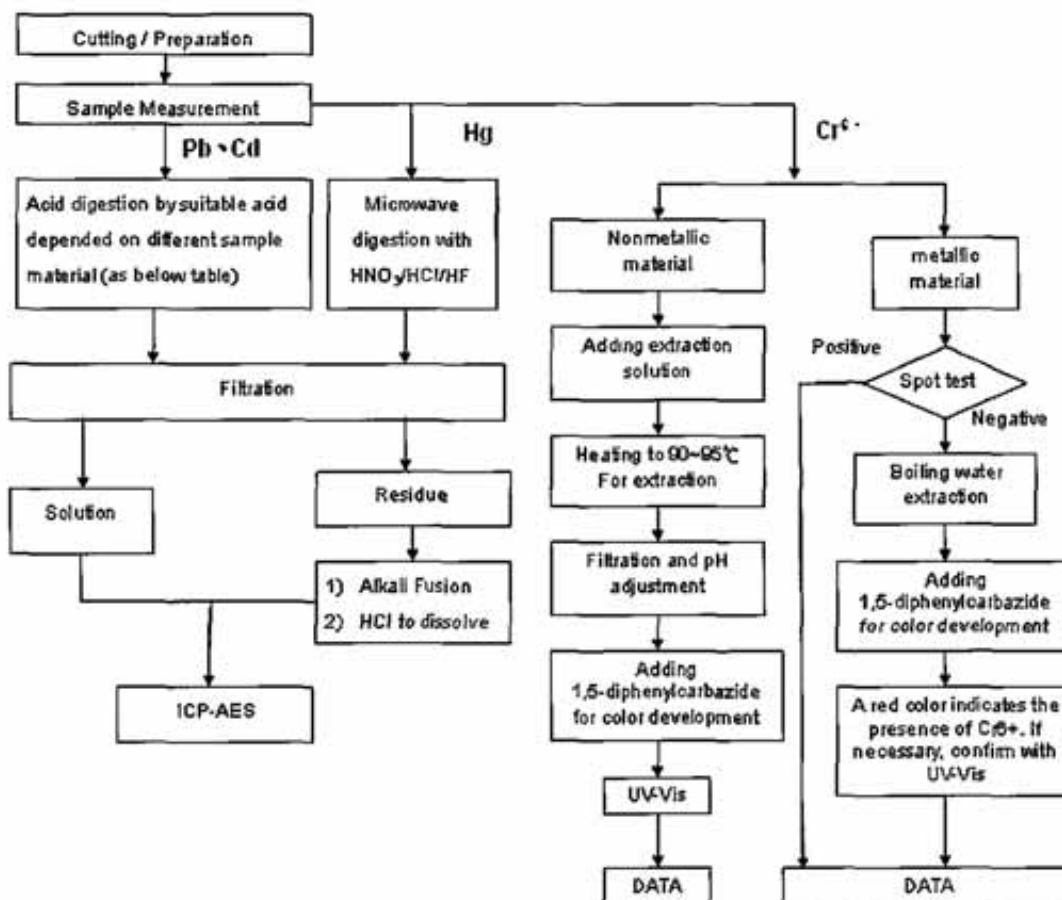 Cutting / Preparation
Sample Measurement
Pb、Cd
Hg
Cr⁶⁺
Acid digestion by suitable acid
depended on different sample
material (as below table)
Microwave
digestion with
HNO₃/HCl/HF
Nonmetallic
material
metallic
material
Filtration
Adding extraction
solution
Positive
Spot test
Negative
Solution
Residue
Heating to 90~95℃
For extraction
Boiling water
extraction
1) Alkali Fusion
2) HCl to dissolve
Filtration and pH
adjustment
Adding
1,5-diphenylcarbazide
for color development
ICP-AES
Adding
1,5-diphenylcarbazide
for color development
A red color indicates the
presence of Cr6+. If
necessary, confirm with
UV-Vis
UV-Vis
DATA
DATA